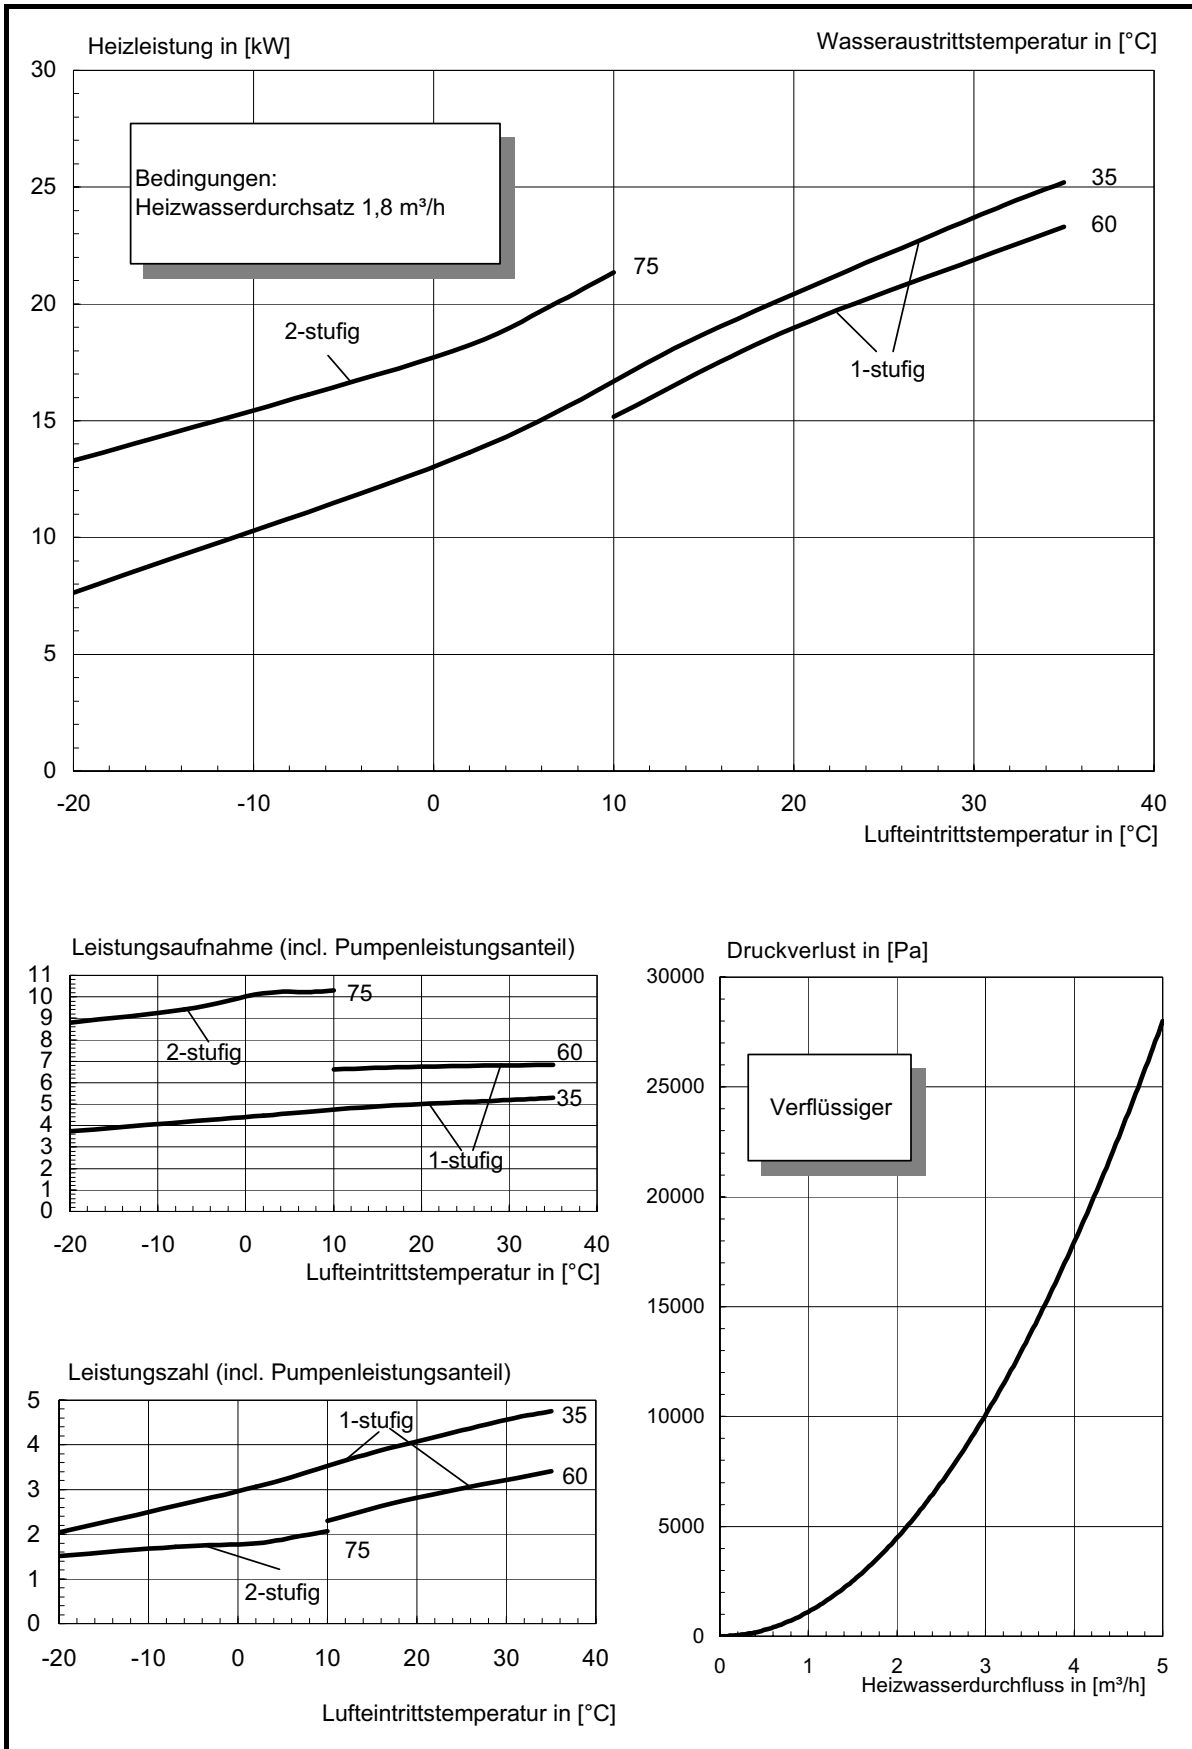 Heizleistung in [kW]
Wasseraustrittstemperatur in [°C]
30
25
20
15
10
5
0
Bedingungen:
Heizwasserdurchsatz 1,8 m³/h
35
60
75
2-stufig
1-stufig
-20 -10 0 10 20 30 40
Lufteintrittstemperatur in [°C]
Leistungsaufnahme (incl. Pumpenleistungsanteil)
11
10
9
8
7
6
5
4
3
2
1
0
75
2-stufig
60
35
1-stufig
-20 -10 0 10 20 30 40
Lufteintrittstemperatur in [°C]
Druckverlust in [Pa]
30000
25000
20000
15000
10000
5000
0
Verflüssiger
0 1 2 3 4 5
Heizwasserdurchfluss in [m³/h]
Leistungszahl (incl. Pumpenleistungsanteil)
5
4
3
2
1
0
1-stufig
35
60
75
2-stufig
-20 -10 0 10 20 30 40
Lufteintrittstemperatur in [°C]